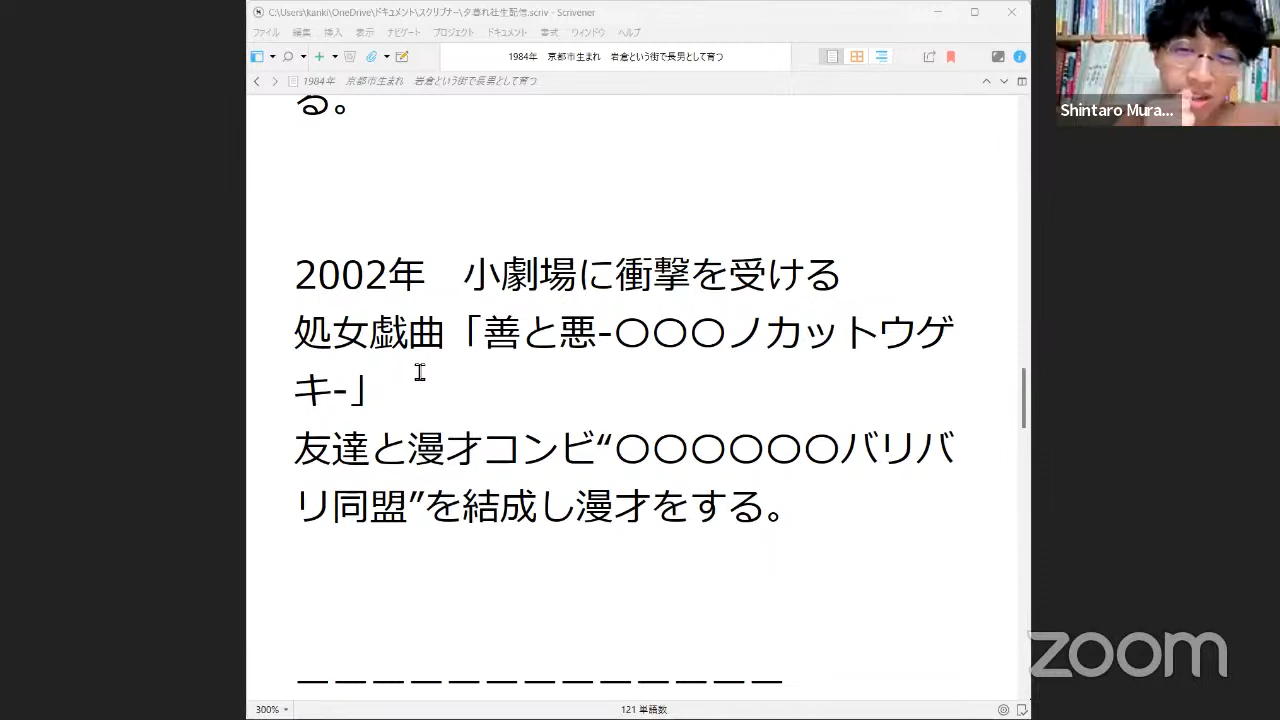 C:\Users\kanki\OneDrive\ドキュメント\スクリプナー\夕暮れ社生配信.scriv - Scrivener
ファイル 編集 挿入 表示 ナビゲート プロジェクト ドキュメント 書式 ウィンドウ ヘルプ
1984年　京都市生まれ　岩倉という街で長男として育つ
1984年　京都市生まれ　岩倉という街で長男として育つ
Shintaro Mura...
る。
2002年　小劇場に衝撃を受ける
処女戯曲「善と悪-〇〇〇ノカットウゲ
キ-」
友達と漫才コンビ“〇〇〇〇〇〇バリバ
リ同盟”を結成し漫才をする。
ーーーーーーーーーーーーー
zoom
300%
121 単語数